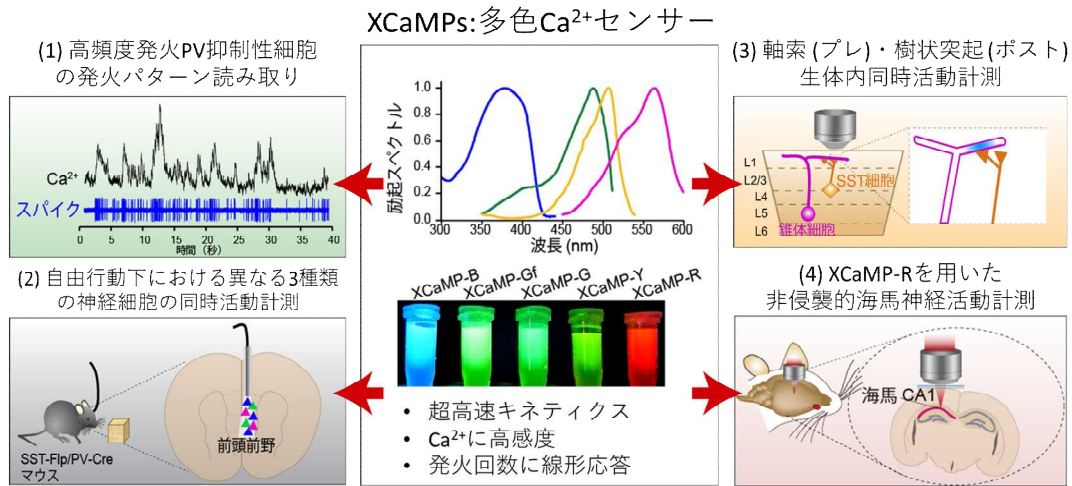 XCaMPs:多色Ca²⁺センサー
(1) 高頻度発火PV抑制性細胞
の発火パターン読み取り
Ca²⁺
スパイク
0 5 10 15 20 25 30 35 40
時間 (秒)
(2) 自由行動下における異なる3種類
の神経細胞の同時活動計測
SST-Flp/PV-Cre
マウス
前頭前野
励起スペクトル
1.0
0.8
0.6
0.4
0.2
0.0
300 350 400 450 500 550 600
波長 (nm)
XCaMP-B
XCaMP-Gf
XCaMP-G
XCaMP-Y
XCaMP-R
• 超高速キネティクス
• Ca²⁺に高感度
• 発火回数に線形応答
(3) 軸索 (プレ)・樹状突起 (ポスト)
生体内同時活動計測
L1
L2/3
L4
L5
L6
SST細胞
錐体細胞
(4) XCaMP-Rを用いた
非侵襲的海馬神経活動計測
海馬 CA1